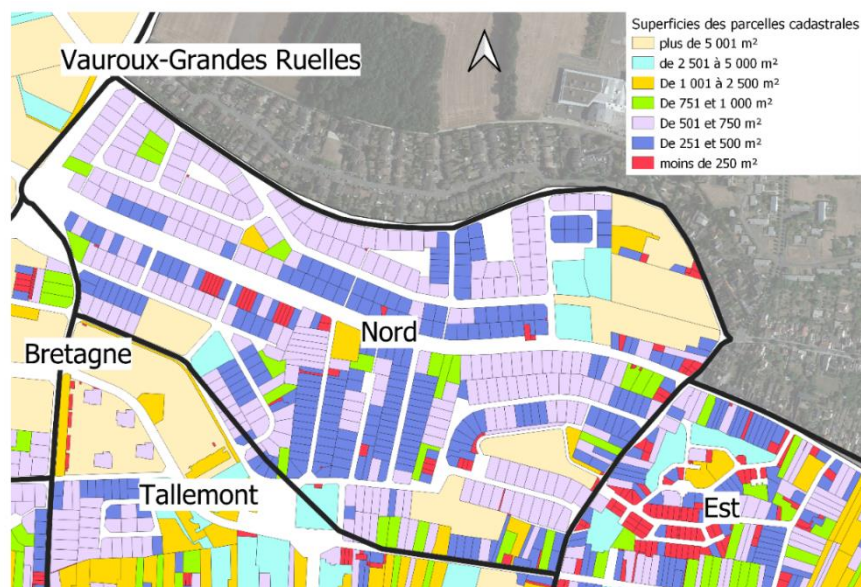 Superficies des parcelles cadastrales
plus de 5 001 m²
de 2 501 à 5 000 m²
De 1 001 à 2 500 m²
De 751 et 1 000 m²
De 501 et 750 m²
De 251 et 500 m²
moins de 250 m²
Vauroux-Grandes Ruelles
Nord
Bretagne
Tallemont
Est